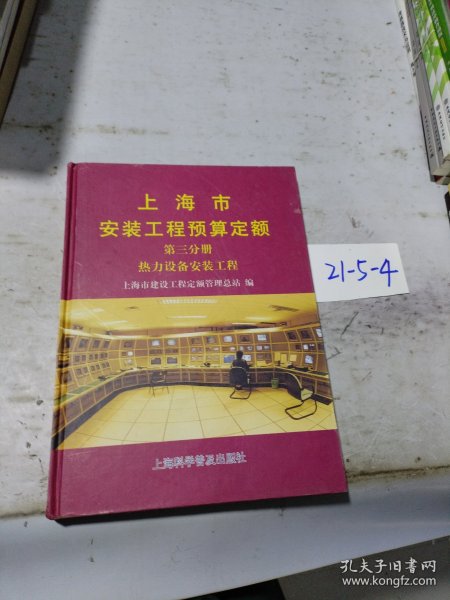 上海市
安装工程预算定额
第三分册
热力设备安装工程
上海市建设工程定额管理总站 编
上海科学普及出版社
21-5-4
孔夫子旧书网
www.kongfz.com